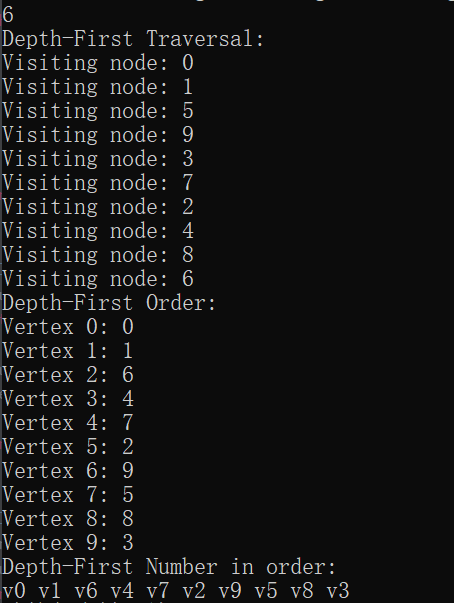 6
Depth-First Traversal:
Visiting node: 0
Visiting node: 1
Visiting node: 5
Visiting node: 9
Visiting node: 3
Visiting node: 7
Visiting node: 2
Visiting node: 4
Visiting node: 8
Visiting node: 6
Depth-First Order:
Vertex 0: 0
Vertex 1: 1
Vertex 2: 6
Vertex 3: 4
Vertex 4: 7
Vertex 5: 2
Vertex 6: 9
Vertex 7: 5
Vertex 8: 8
Vertex 9: 3
Depth-First Number in order:
v0 v1 v6 v4 v7 v2 v9 v5 v8 v3